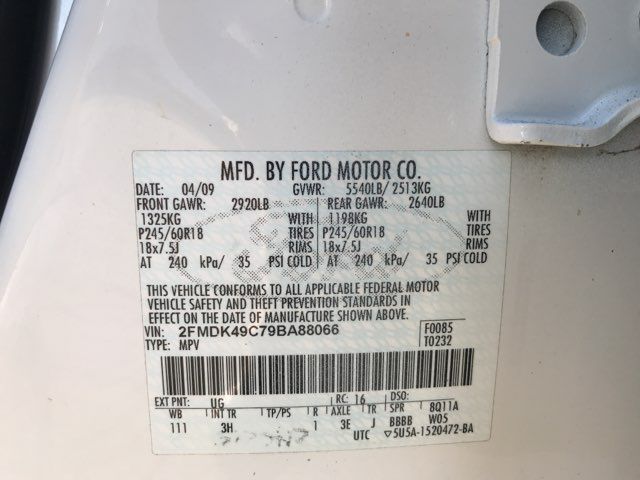 MFD. BY FORD MOTOR CO.
DATE: 04/09 GVWR: 5540LB/ 2513KG
FRONT GAWR: 2920LB REAR GAWR: 2640LB
1325KG WITH 1198KG WITH
P245/60R18 TIRES P245/60R18 TIRES
18x7.5J RIMS 18x7.5J RIMS
AT 240 kPa/ 35 PSI COLD AT 240 kPa/ 35 PSI COLD
THIS VEHICLE CONFORMS TO ALL APPLICABLE FEDERAL MOTOR
VEHICLE SAFETY AND THEFT PREVENTION STANDARDS IN
EFFECT ON THE DATE OF MANUFACTURE SHOWN ABOVE.
VIN: 2FMDK49C79BA88066 F0085
TYPE: MPV T0232
EXT PNT: UG RC: 16 DSO:
WB INT TR TP/PS R AXLE TR SPR 8Q11A
111 3H 1 3E J BBBB W05
UTC ▽5U5A-1520472-BA